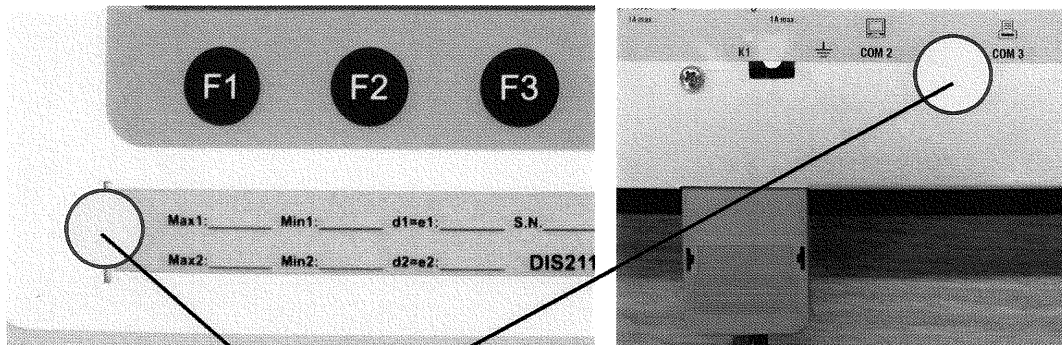 F1 F2 F3
Max1: Min1: d1=e1: S.N.
Max2: Min2: d2=e2: DIS211
1A max 1A max
K1 COM 2 COM 3